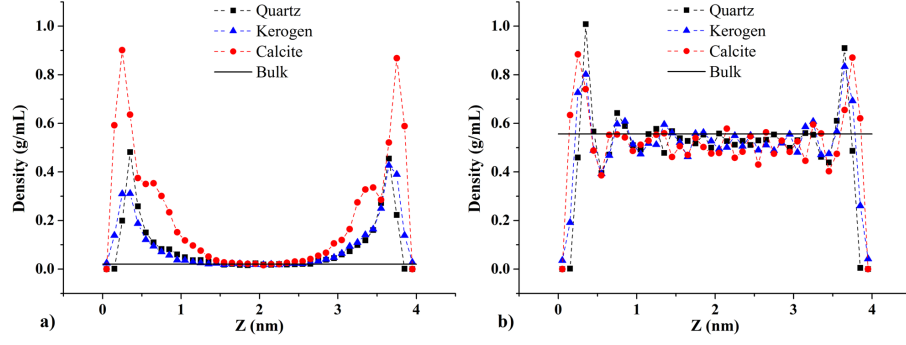 Quartz
Kerogen
Calcite
Bulk
1.0
0.8
0.6
0.4
0.2
0.0
Density (g/mL)
0 1 2 3 4
Z (nm)
a)
Quartz
Kerogen
Calcite
Bulk
1.0
0.8
0.6
0.4
0.2
0.0
Density (g/mL)
0 1 2 3 4
Z (nm)
b)